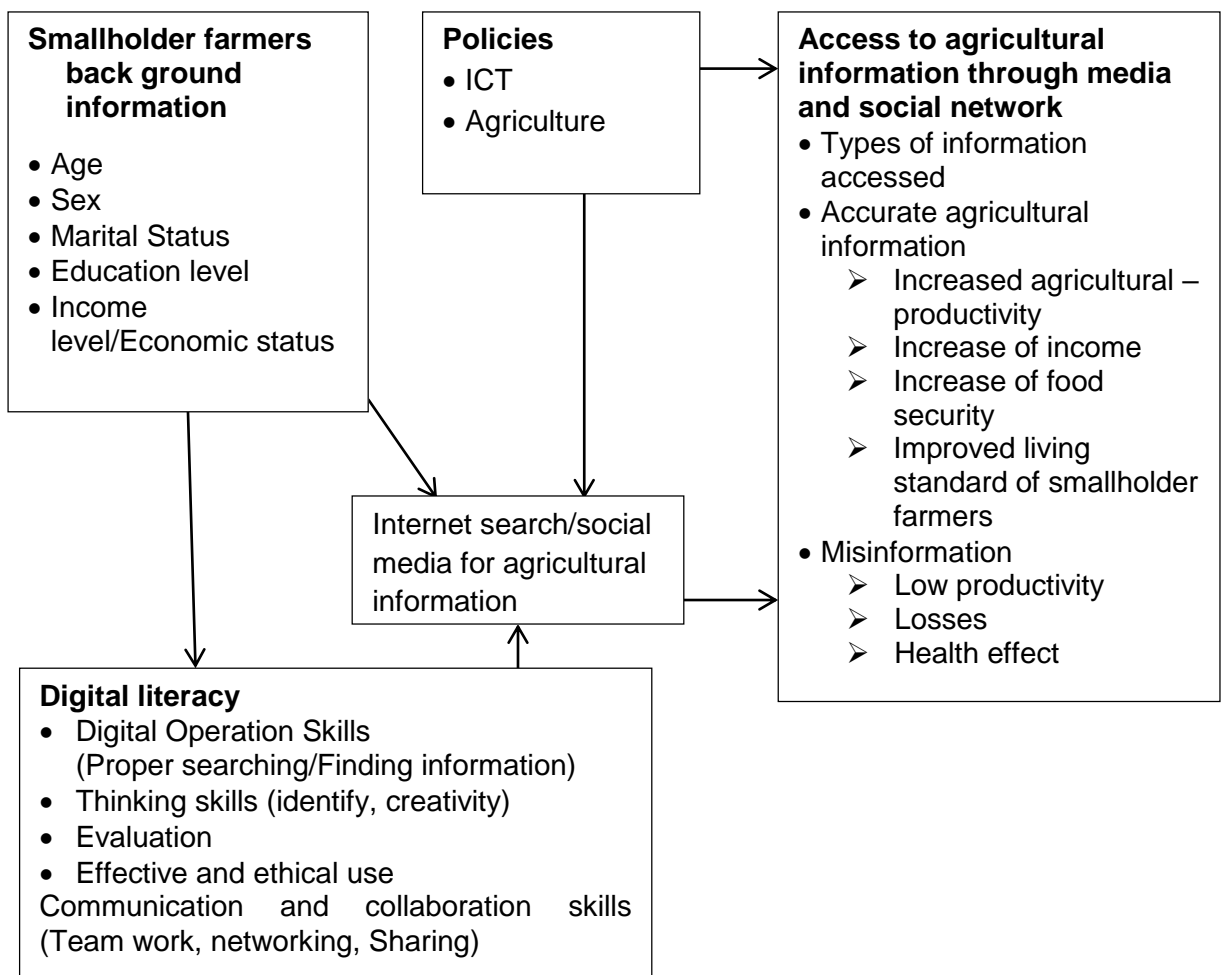 Smallholder farmers
back ground
information
• Age
• Sex
• Marital Status
• Education level
• Income
level/Economic status
Policies
• ICT
• Agriculture
Access to agricultural
information through media
and social network
• Types of information
accessed
• Accurate agricultural
information
➢ Increased agricultural –
productivity
➢ Increase of income
➢ Increase of food
security
➢ Improved living
standard of smallholder
farmers
• Misinformation
➢ Low productivity
➢ Losses
➢ Health effect
Internet search/social
media for agricultural
information
Digital literacy
• Digital Operation Skills
(Proper searching/Finding information)
• Thinking skills (identify, creativity)
• Evaluation
• Effective and ethical use
Communication and collaboration skills
(Team work, networking, Sharing)